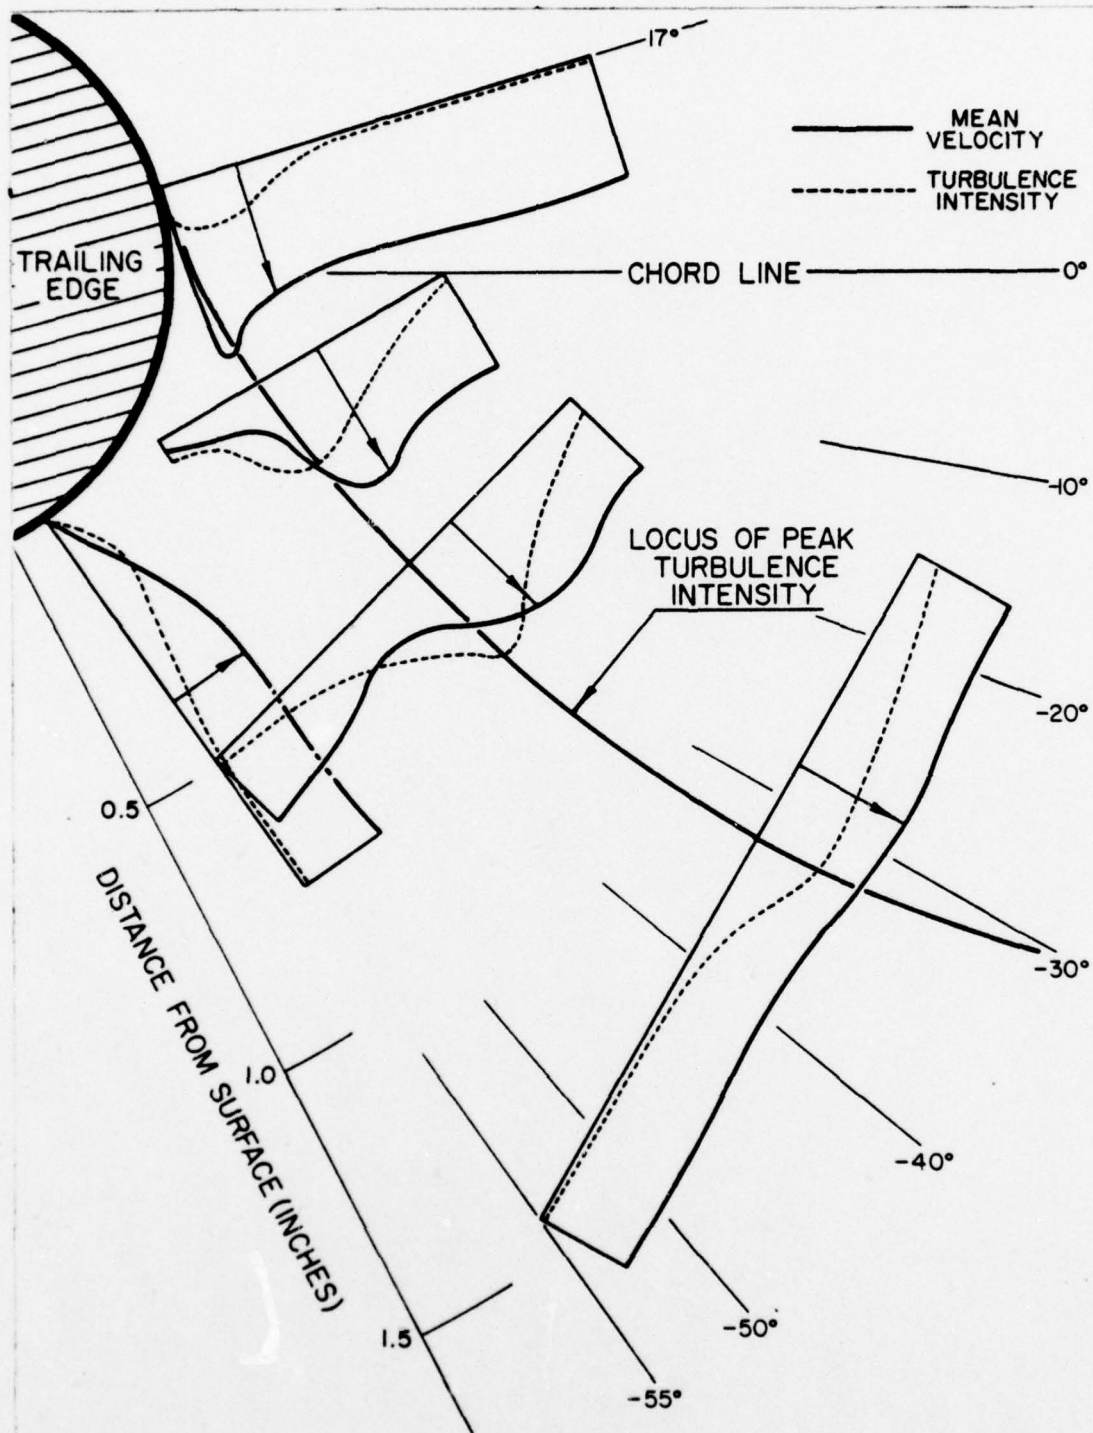 17°
MEAN
VELOCITY
TURBULENCE
INTENSITY
TRAILING
EDGE
CHORD LINE
0°
-10°
LOCUS OF PEAK
TURBULENCE
INTENSITY
-20°
0.5
-30°
DISTANCE FROM SURFACE (INCHES)
1.0
-40°
1.5
-50°
-55°